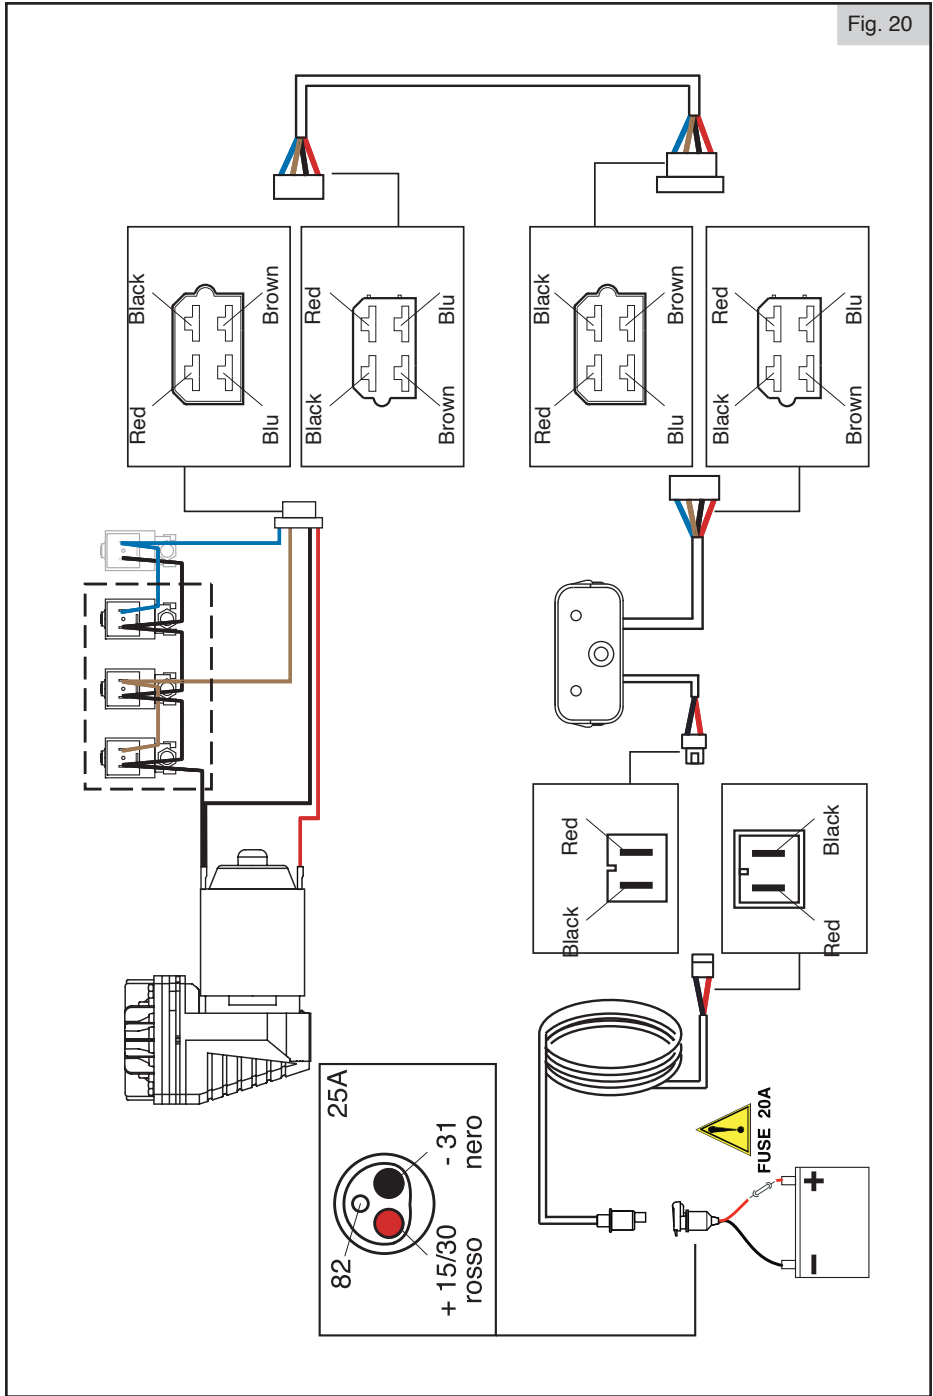 Fig. 20
Black
Brown
Red
Blu
Red
Blu
Black
Brown
Black
Brown
Red
Blu
Red
Blu
Black
Brown
Red
Black
Black
Red
25A
82
- 31
nero
+ 15/30
rosso
FUSE 20A
+
-